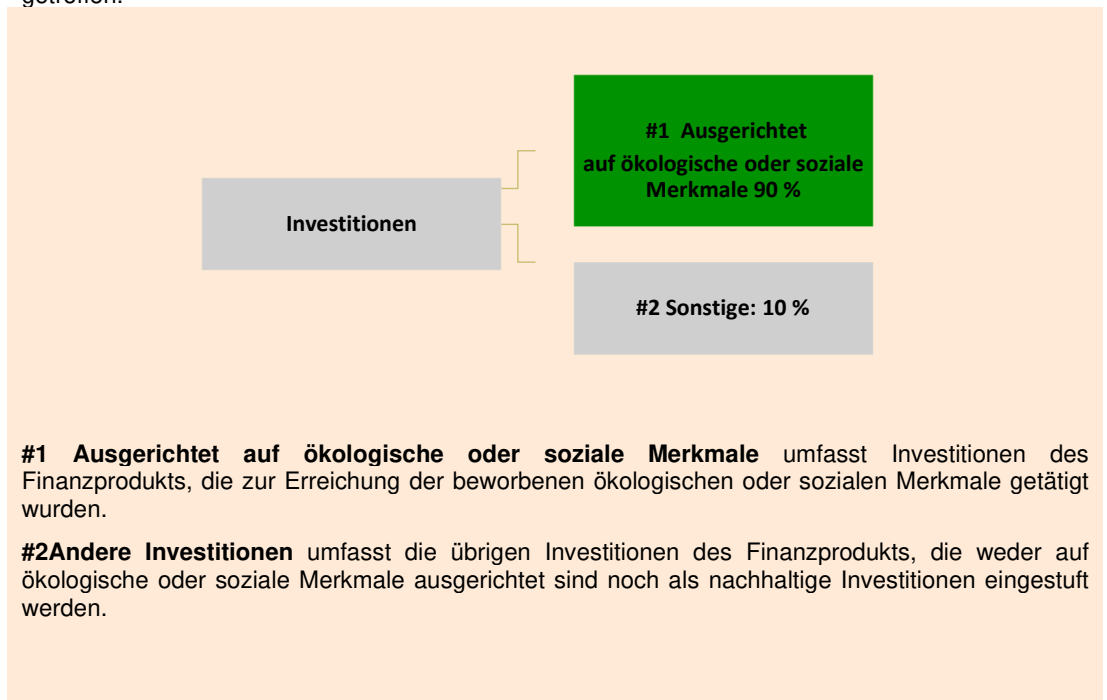 getroffen.
#1 Ausgerichtet
auf ökologische oder soziale
Merkmale 90 %
Investitionen
#2 Sonstige: 10 %
#1 Ausgerichtet auf ökologische oder soziale Merkmale umfasst Investitionen des
Finanzprodukts, die zur Erreichung der beworbenen ökologischen oder sozialen Merkmale getätigt
wurden.
#2Andere Investitionen umfasst die übrigen Investitionen des Finanzprodukts, die weder auf
ökologische oder soziale Merkmale ausgerichtet sind noch als nachhaltige Investitionen eingestuft
werden.